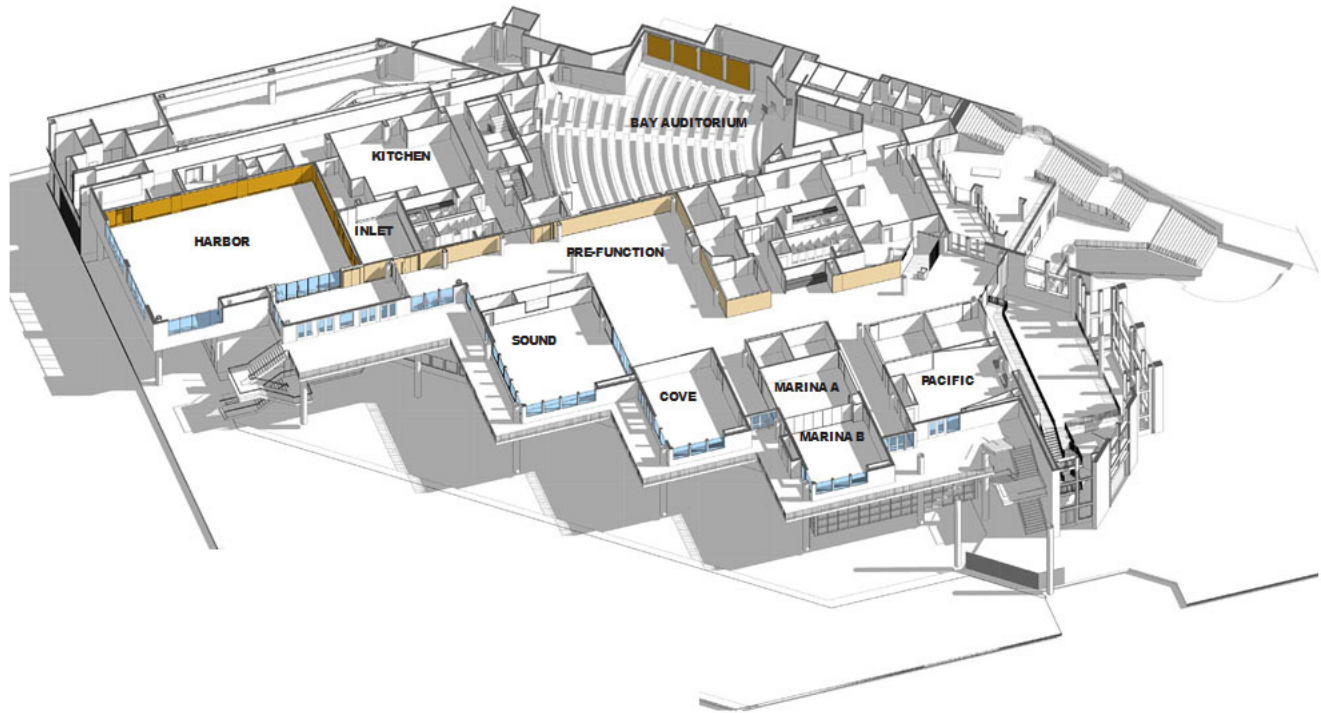 BAY AUDITORIUM
KITCHEN
HARBOR
INLET
PRE-FUNCTION
SOUND
COVE
MARINA A
PACIFIC
MARINA B